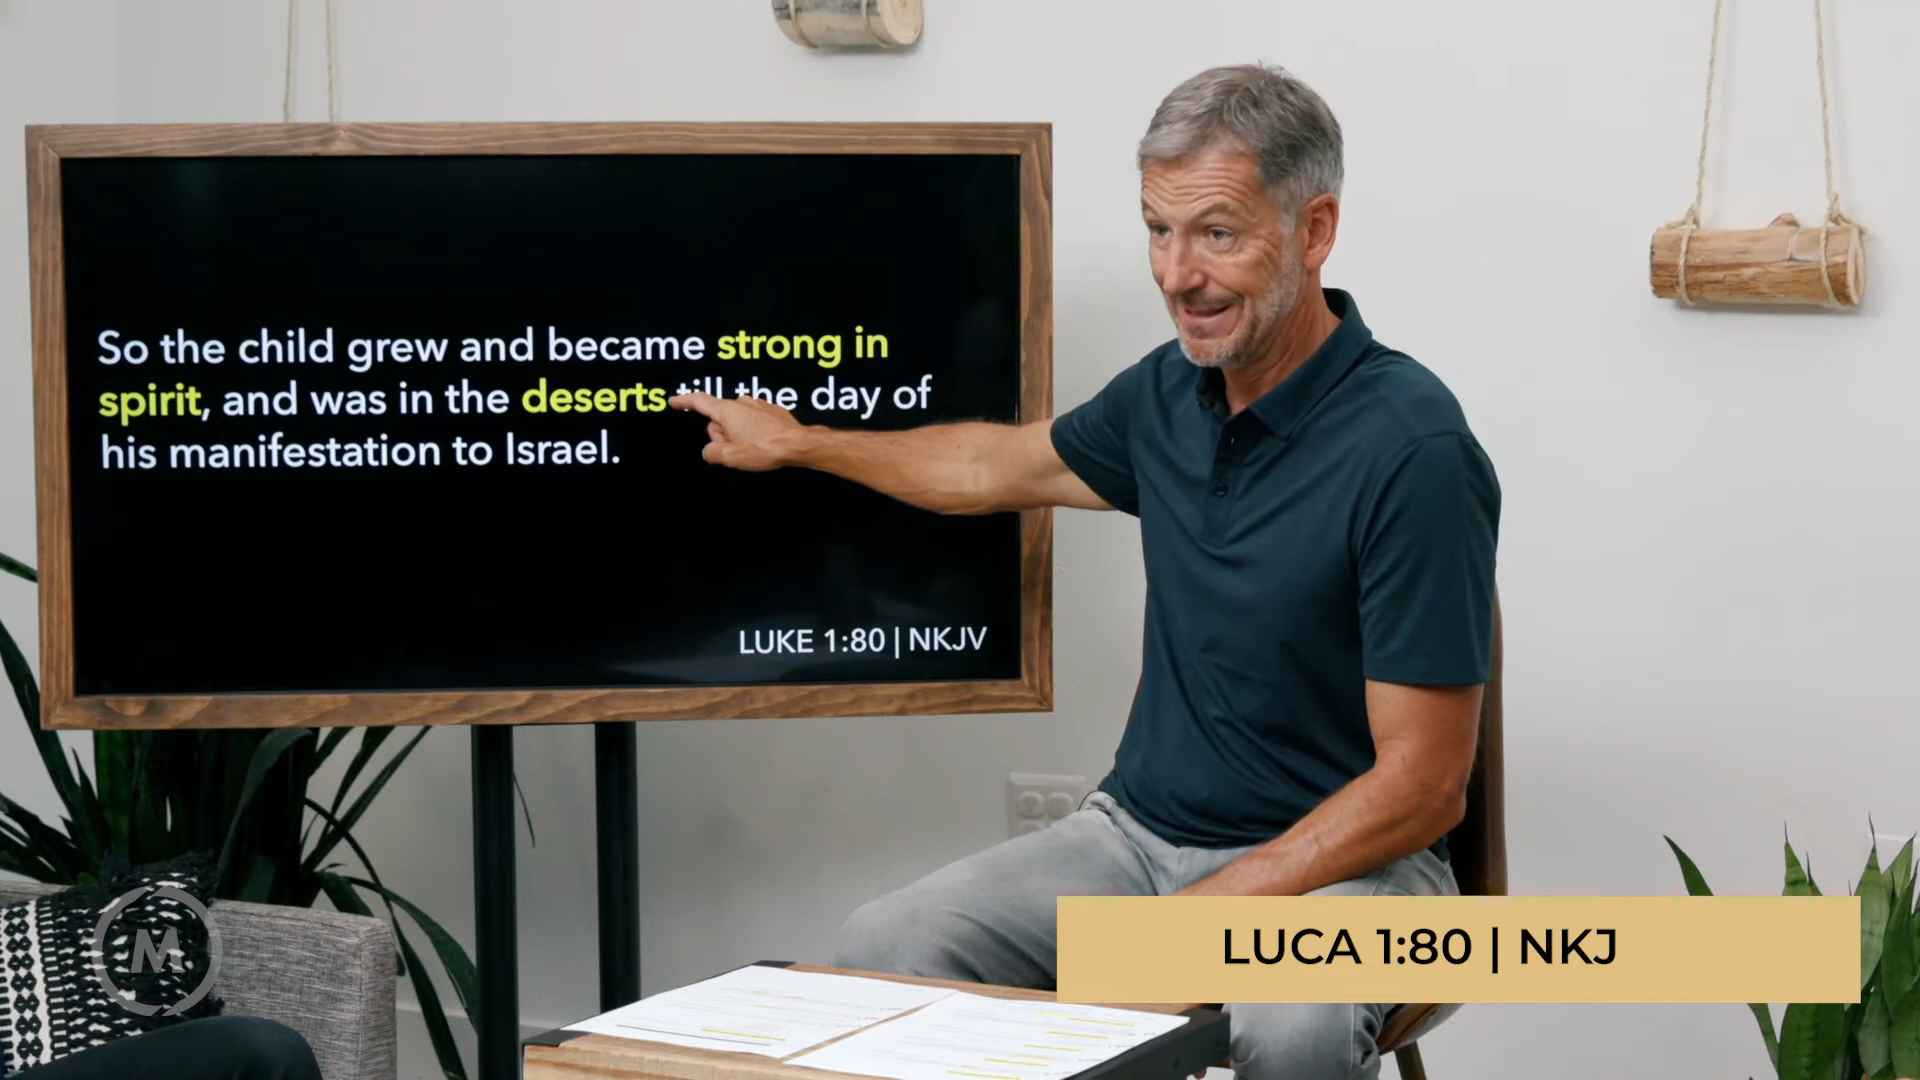 So the child grew and became strong in
spirit, and was in the deserts till the day of
his manifestation to Israel.
LUKE 1:80 | NKJV
LUCA 1:80 | NKJ
M